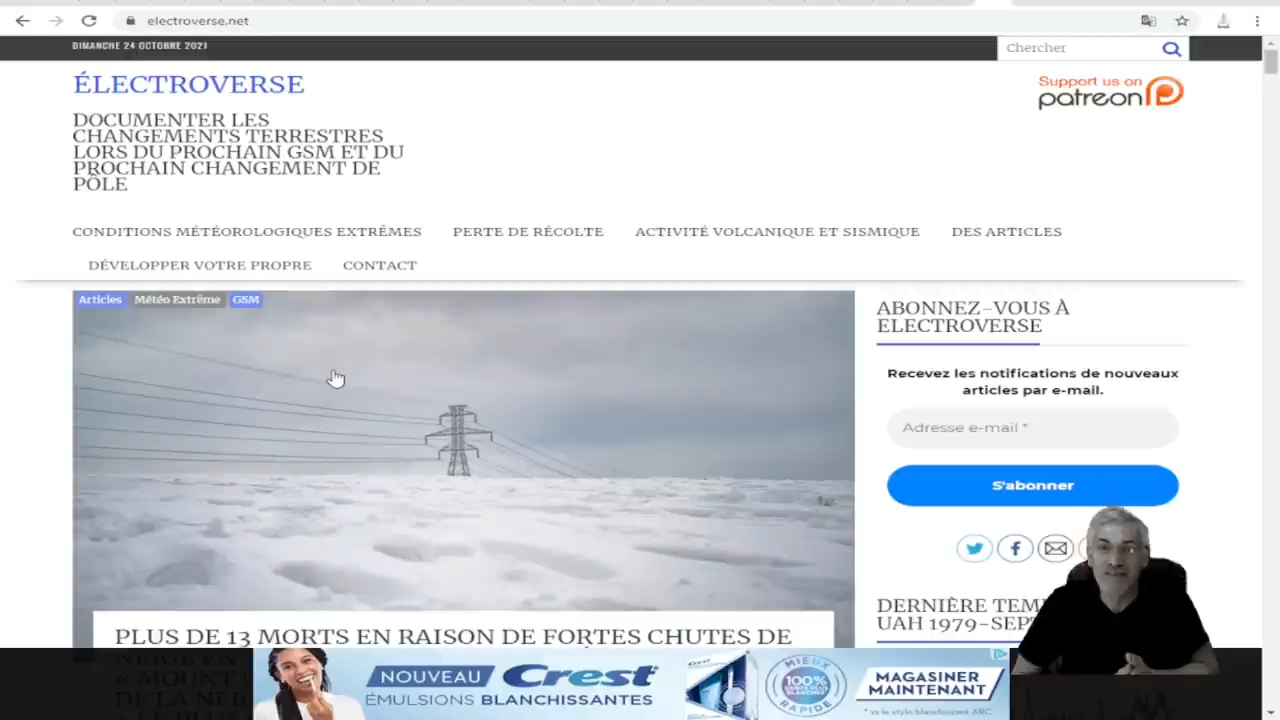 electroverse.net
DIMANCHE 24 OCTOBRE 2021
Chercher
ÉLECTROVERSE
Support us on
patreon
DOCUMENTER LES
CHANGEMENTS TERRESTRES
LORS DU PROCHAIN GSM ET DU
PROCHAIN CHANGEMENT DE
PÔLE
CONDITIONS MÉTÉOROLOGIQUES EXTRÊMES PERTE DE RÉCOLTE ACTIVITÉ VOLCANIQUE ET SISMIQUE DES ARTICLES
DÉVELOPPER VOTRE PROPRE CONTACT
Articles Météo Extrême GSM
ABONNEZ-VOUS À
ELECTROVERSE
Recevez les notifications de nouveaux
articles par e-mail.
Adresse e-mail *
S'abonner
PLUS DE 13 MORTS EN RAISON DE FORTES CHUTES DE
DERNIÈRE
UAH 1979-SEPT
NOUVEAU Crest
ÉMULSIONS BLANCHISSANTES
MIEUX
100%
RAPIDE
MAGASINER
MAINTENANT